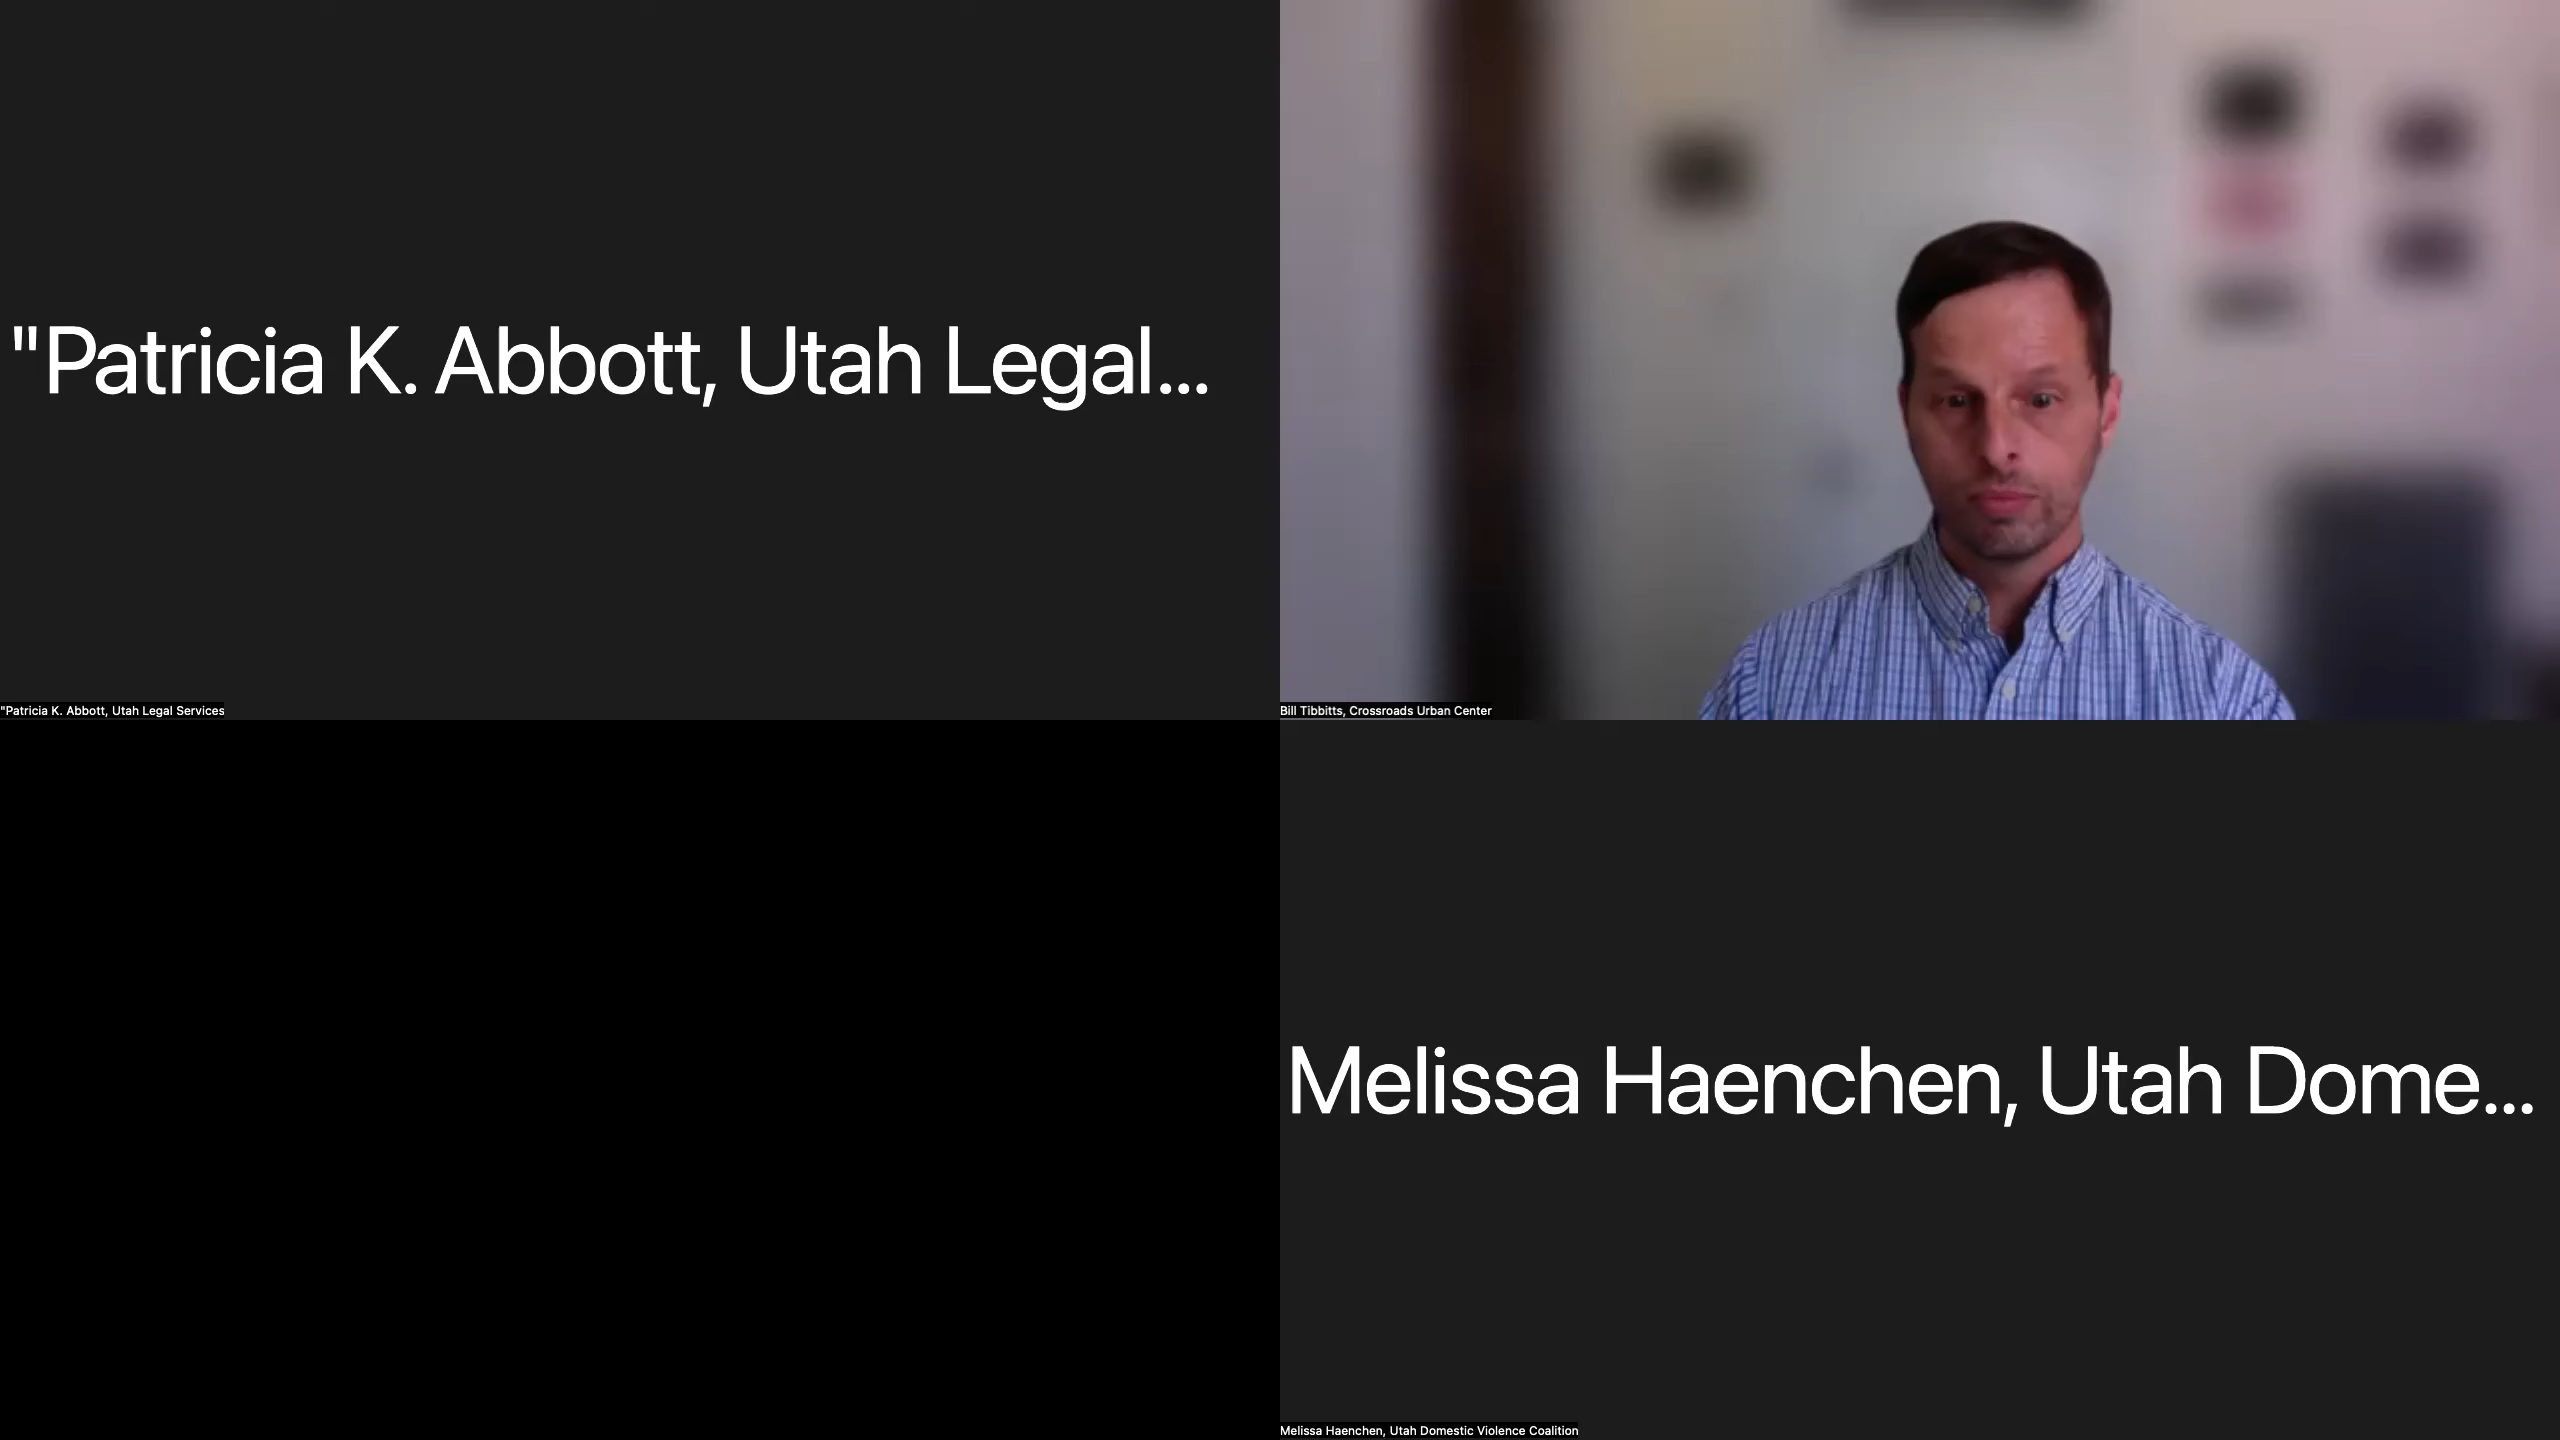 "Patricia K. Abbott, Utah Legal...
"Patricia K. Abbott, Utah Legal Services
Bill Tibbitts, Crossroads Urban Center
Melissa Haenchen, Utah Dome...
Melissa Haenchen, Utah Domestic Violence Coalition